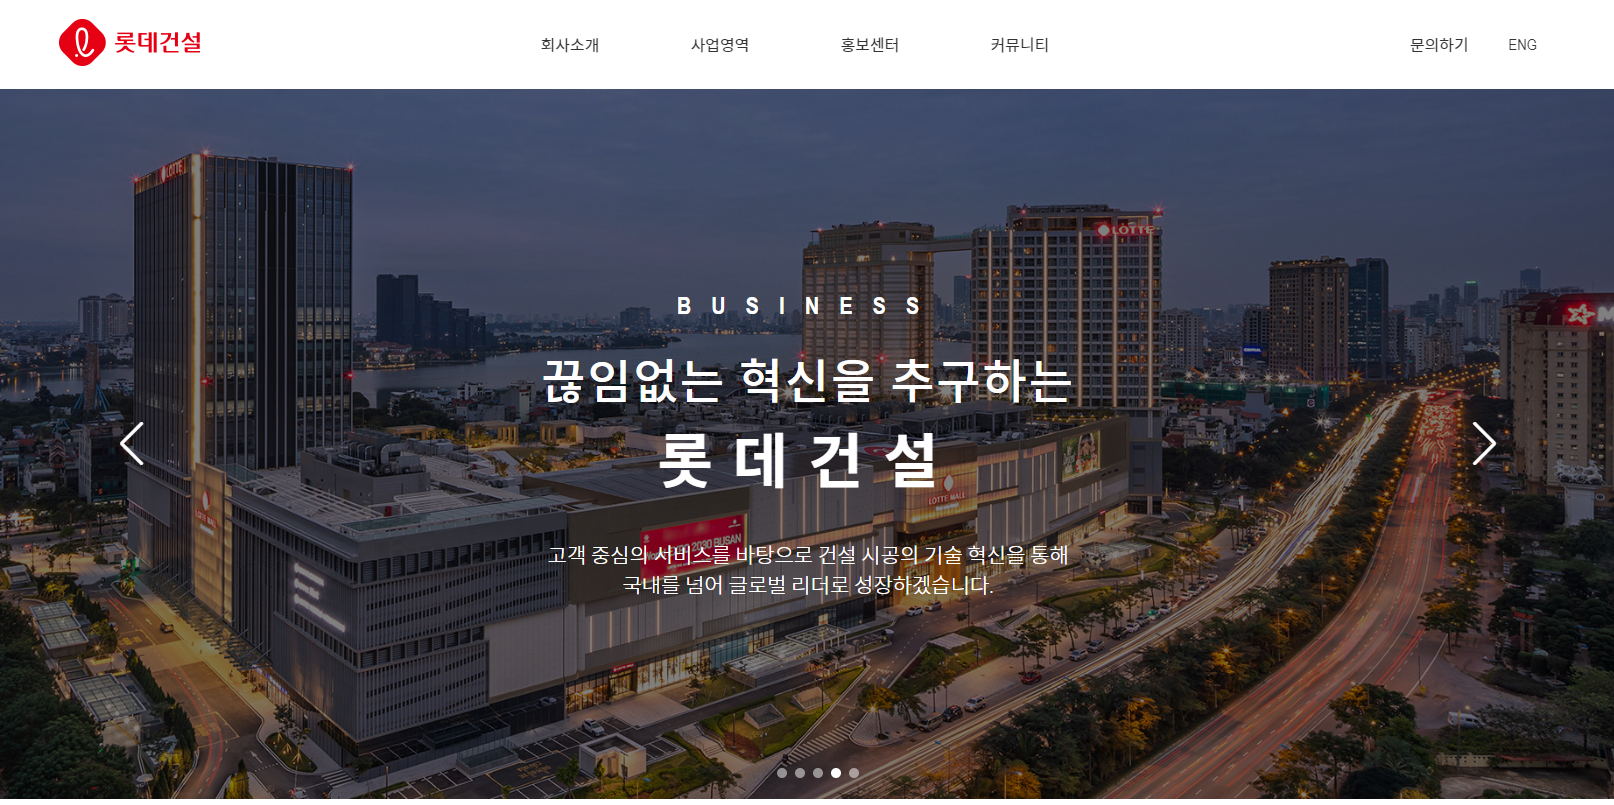 롯데건설
회사소개
사업영역
홍보센터
커뮤니티
문의하기
ENG
LOTTE
LOTTE
BUSINESS
끊임없는 혁신을 추구하는
롯데건설
LOTTE MALL
LOTTE MALL
2030 BUSAN
고객 중심의 서비스를 바탕으로 건설 시공의 기술 혁신을 통해
국내를 넘어 글로벌 리더로 성장하겠습니다.